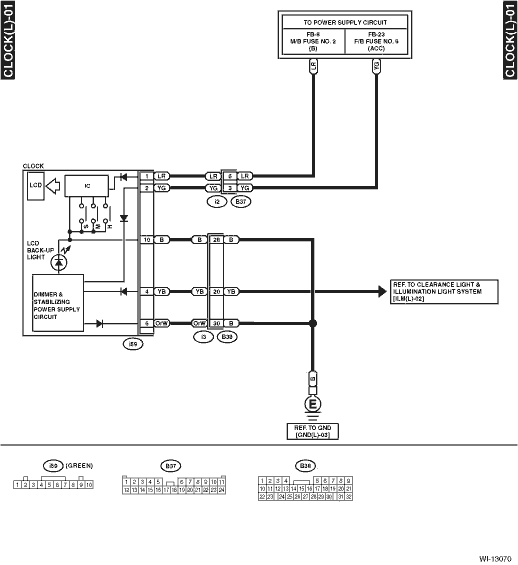 CLOCK(L)-01
CLOCK(L)-01
TO POWER SUPPLY CIRCUIT
FB-6
M/B FUSE NO. 2
(B)
FB-23
F/B FUSE NO. 5
(ACC)
LR
YG
CLOCK
LCD
IC
S
M
H
LCD
BACK-UP
LIGHT
DIMMER &
STABILIZING
POWER SUPPLY
CIRCUIT
1 LR LR 5 LR
2 YG YG 3 YG
i2 B37
10 B B 28 B
4 YB YB 20 YB
6 OrW OrW 30 B
i59
i3 B38
REF. TO CLEARANCE LIGHT &
ILLUMINATION LIGHT SYSTEM
[ILM(L)-02]
B
E
REF. TO GND
[GND(L)-03]
i59 (GREEN)
1 2 3 4 5 6 7 8 9 10
B37
1 2 3 4 5 6 7 8 9 10 11
12 13 14 15 16 17 18 19 20 21 22 23 24
B38
1 2 3 4 5 6 7 8 9
10 11 12 13 14 15 16 17 18 19 20 21
22 23 24 25 26 27 28 29 30 31 32
WI-13070